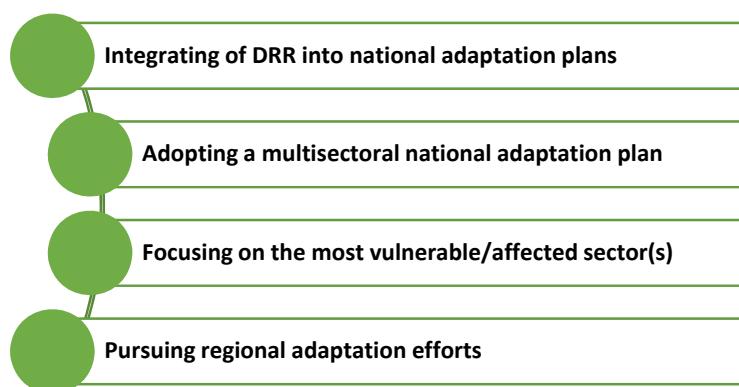 Integrating of DRR into national adaptation plans
Adopting a multisectoral national adaptation plan
Focusing on the most vulnerable/affected sector(s)
Pursuing regional adaptation efforts